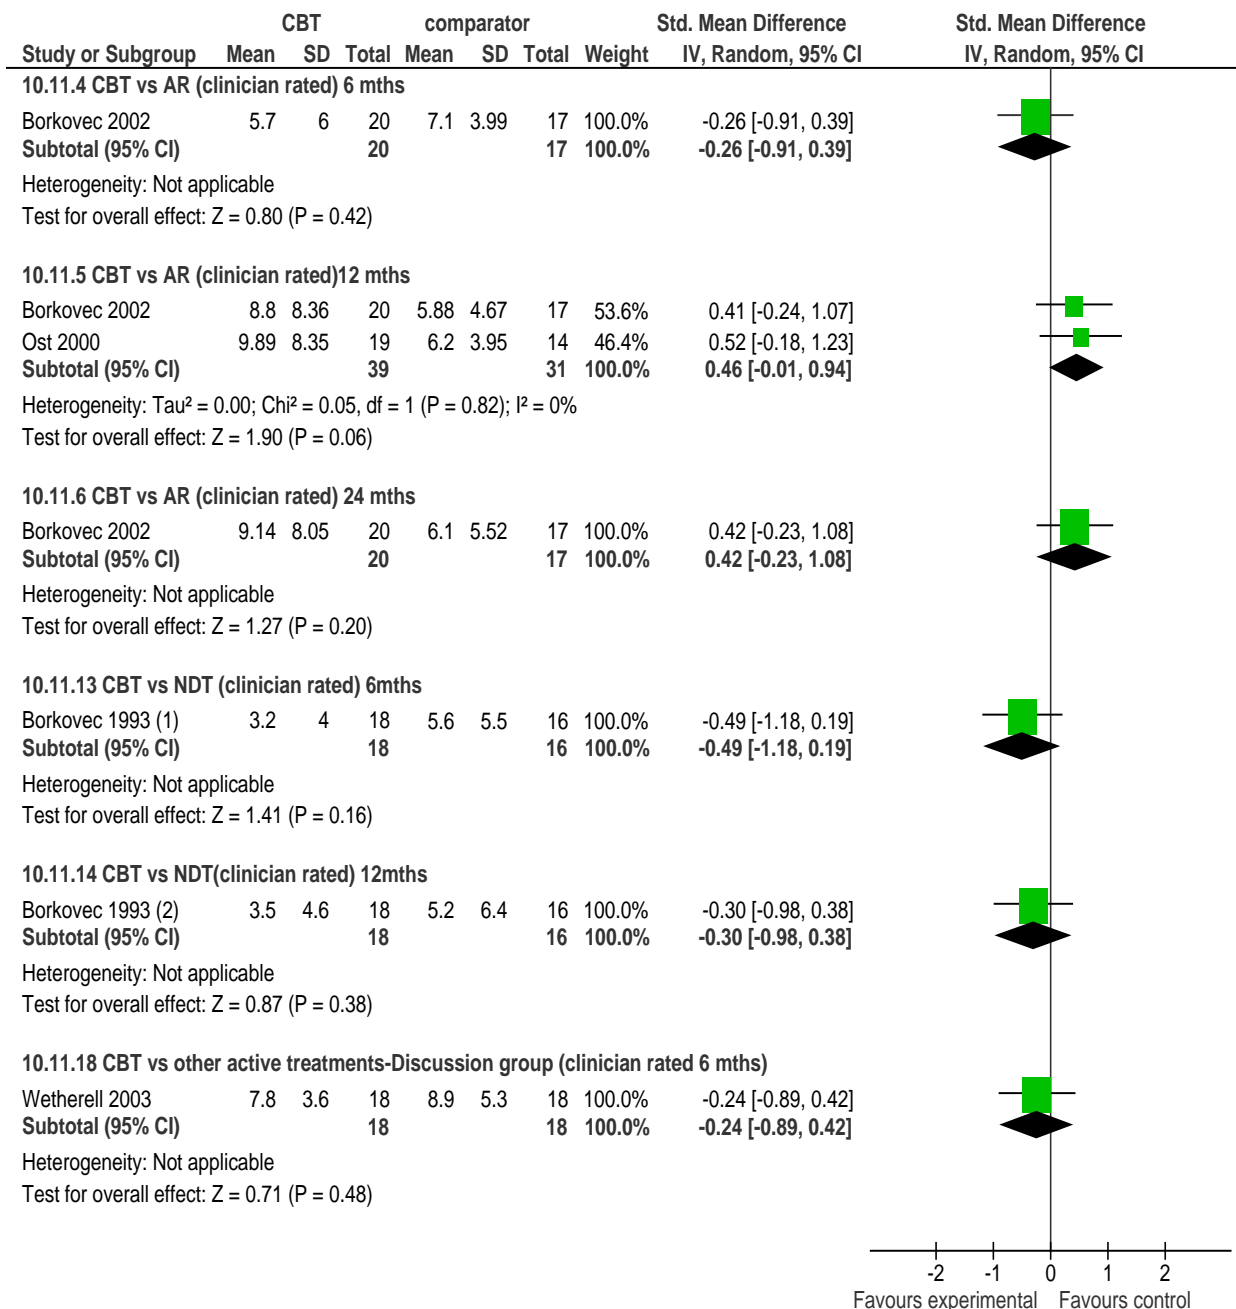 CBT comparator Std. Mean Difference Std. Mean Difference
Study or Subgroup Mean SD Total Mean SD Total Weight IV, Random, 95% CI IV, Random, 95% CI
10.11.4 CBT vs AR (clinician rated) 6 mths
Borkovec 2002 5.7 6 20 7.1 3.99 17 100.0% -0.26 [-0.91, 0.39]
Subtotal (95% CI) 20 17 100.0% -0.26 [-0.91, 0.39]
Heterogeneity: Not applicable
Test for overall effect: Z = 0.80 (P = 0.42)
10.11.5 CBT vs AR (clinician rated)12 mths
Borkovec 2002 8.8 8.36 20 5.88 4.67 17 53.6% 0.41 [-0.24, 1.07]
Ost 2000 9.89 8.35 19 6.2 3.95 14 46.4% 0.52 [-0.18, 1.23]
Subtotal (95% CI) 39 31 100.0% 0.46 [-0.01, 0.94]
Heterogeneity: Tau² = 0.00; Chi² = 0.05, df = 1 (P = 0.82); I² = 0%
Test for overall effect: Z = 1.90 (P = 0.06)
10.11.6 CBT vs AR (clinician rated) 24 mths
Borkovec 2002 9.14 8.05 20 6.1 5.52 17 100.0% 0.42 [-0.23, 1.08]
Subtotal (95% CI) 20 17 100.0% 0.42 [-0.23, 1.08]
Heterogeneity: Not applicable
Test for overall effect: Z = 1.27 (P = 0.20)
10.11.13 CBT vs NDT (clinician rated) 6mths
Borkovec 1993 (1) 3.2 4 18 5.6 5.5 16 100.0% -0.49 [-1.18, 0.19]
Subtotal (95% CI) 18 16 100.0% -0.49 [-1.18, 0.19]
Heterogeneity: Not applicable
Test for overall effect: Z = 1.41 (P = 0.16)
10.11.14 CBT vs NDT(clinician rated) 12mths
Borkovec 1993 (2) 3.5 4.6 18 5.2 6.4 16 100.0% -0.30 [-0.98, 0.38]
Subtotal (95% CI) 18 16 100.0% -0.30 [-0.98, 0.38]
Heterogeneity: Not applicable
Test for overall effect: Z = 0.87 (P = 0.38)
10.11.18 CBT vs other active treatments-Discussion group (clinician rated 6 mths)
Wetherell 2003 7.8 3.6 18 8.9 5.3 18 100.0% -0.24 [-0.89, 0.42]
Subtotal (95% CI) 18 18 100.0% -0.24 [-0.89, 0.42]
Heterogeneity: Not applicable
Test for overall effect: Z = 0.71 (P = 0.48)
-2 -1 0 1 2
Favours experimental Favours control